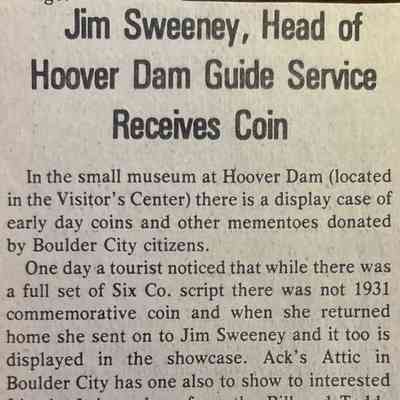 Jim Sweeney, Head of
Hoover Dam Guide Service
Receives Coin
In the small museum at Hoover Dam (located
in the Visitor's Center) there is a display case of
early day coins and other mementoes donated
by Boulder City citizens.
One day a tourist noticed that while there was
a full set of Six Co. script there was not 1931
commemorative coin and when she returned
home she sent on to Jim Sweeney and it too is
displayed in the showcase. Ack's Attic in
Boulder City has one also to show to interested